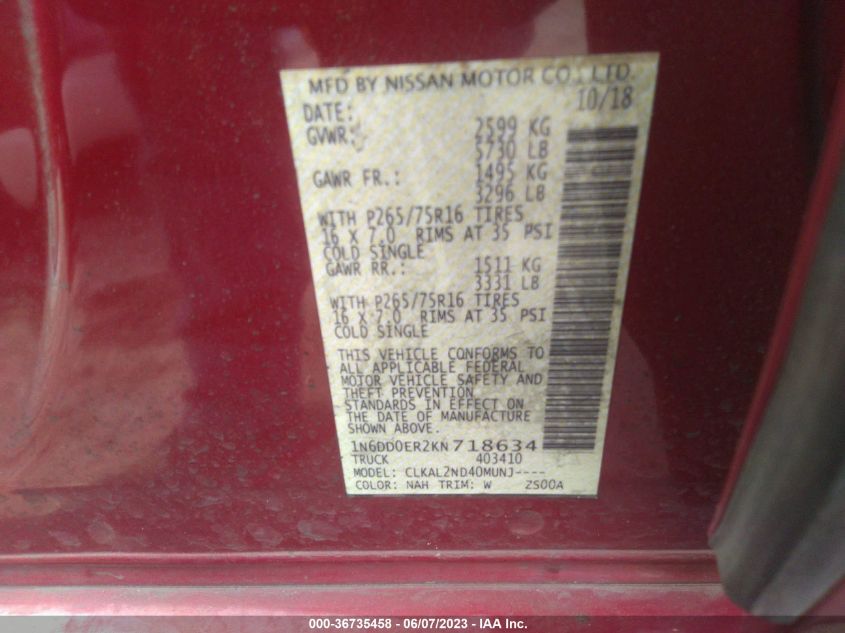 MFD BY NISSAN MOTOR CO., LTD.
DATE: 10/18
GVWR: 2599 KG
5730 LB
GAWR FR.: 1495 KG
3296 LB
WITH P265/75R16 TIRES
16 X 7.0 RIMS AT 35 PSI
COLD SINGLE
GAWR RR.: 1511 KG
3331 LB
WITH P265/75R16 TIRES
16 X 7.0 RIMS AT 35 PSI
COLD SINGLE
THIS VEHICLE CONFORMS TO
ALL APPLICABLE FEDERAL
MOTOR VEHICLE SAFETY AND
THEFT PREVENTION
STANDARDS IN EFFECT ON
THE DATE OF MANUFACTURE
SHOWN ABOVE.
1N6DD0ER2KN718634
TRUCK 403410
MODEL: CLKAL2ND40MUNJ----
COLOR: NAH TRIM: W ZS00A
000-36735458 - 06/07/2023 - IAA Inc.